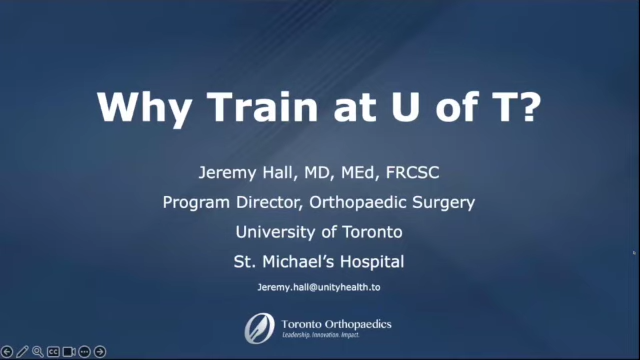 Why Train at U of T?
Jeremy Hall, MD, MEd, FRCSC
Program Director, Orthopaedic Surgery
University of Toronto
St. Michael's Hospital
Jeremy.hall@unityhealth.to
Toronto Orthopaedics
Leadership. Innovation. Impact.
CC